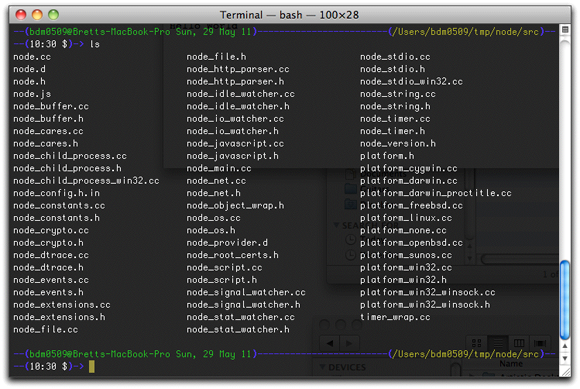 Terminal — bash — 100×28
--(bdm0509@Bretts-MacBook-Pro Sun, 29 May 11)--(/Users/bdm0509/tmp/node/src)--
--(10:30 $)-> ls
node.cc node_file.h node_stdio.cc
node.d node_http_parser.cc node_stdio.h
node.h node_http_parser.h node_stdio_win32.cc
node.js node_idle_watcher.cc node_string.cc
node_buffer.cc node_idle_watcher.h node_string.h
node_buffer.h node_io_watcher.cc node_timer.cc
node_cares.cc node_io_watcher.h node_timer.h
node_cares.h node_javascript.cc node_version.h
node_child_process.cc node_javascript.h platform.h
node_child_process.h node_main.cc platform_cygwin.cc
node_child_process_win32.cc node_net.cc platform_darwin.cc
node_config.h.in node_net.h platform_darwin_proctitle.cc
node_constants.cc node_object_wrap.h platform_freebsd.cc
node_constants.h node_os.cc platform_linux.cc
node_crypto.cc node_os.h platform_none.cc
node_crypto.h node_provider.d platform_openbsd.cc
node_dtrace.cc node_root_certs.h platform_sunos.cc
node_dtrace.h node_script.cc platform_win32.cc
node_events.cc node_script.h platform_win32.h
node_events.h node_signal_watcher.cc platform_win32_winsock.cc
node_extensions.cc node_signal_watcher.h platform_win32_winsock.h
node_extensions.h node_stat_watcher.cc timer_wrap.cc
node_file.cc node_stat_watcher.h
--(bdm0509@Bretts-MacBook-Pro Sun, 29 May 11)--(/Users/bdm0509/tmp/node/src)--
--(10:30 $)->
DEVICES
Name